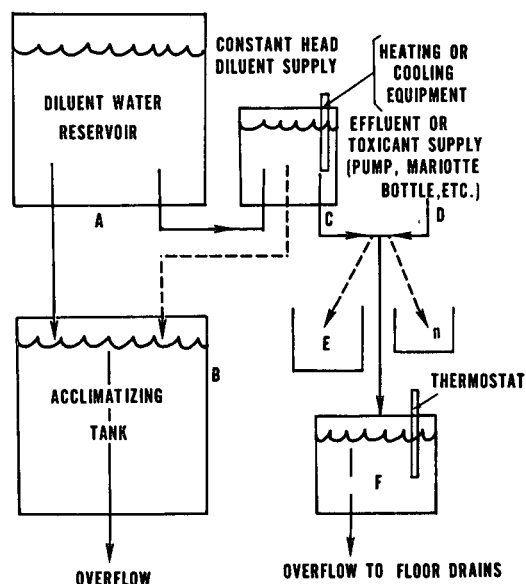 CONSTANT HEAD
DILUENT SUPPLY
HEATING OR
COOLING
EQUIPMENT
DILUENT WATER
RESERVOIR
EFFLUENT OR
TOXICANT SUPPLY
(PUMP, MARIOTTE
BOTTLE,ETC.)
A
C
D
E
n
B
ACCLIMATIZING
TANK
THERMOSTAT
F
OVERFLOW
OVERFLOW TO FLOOR DRAINS